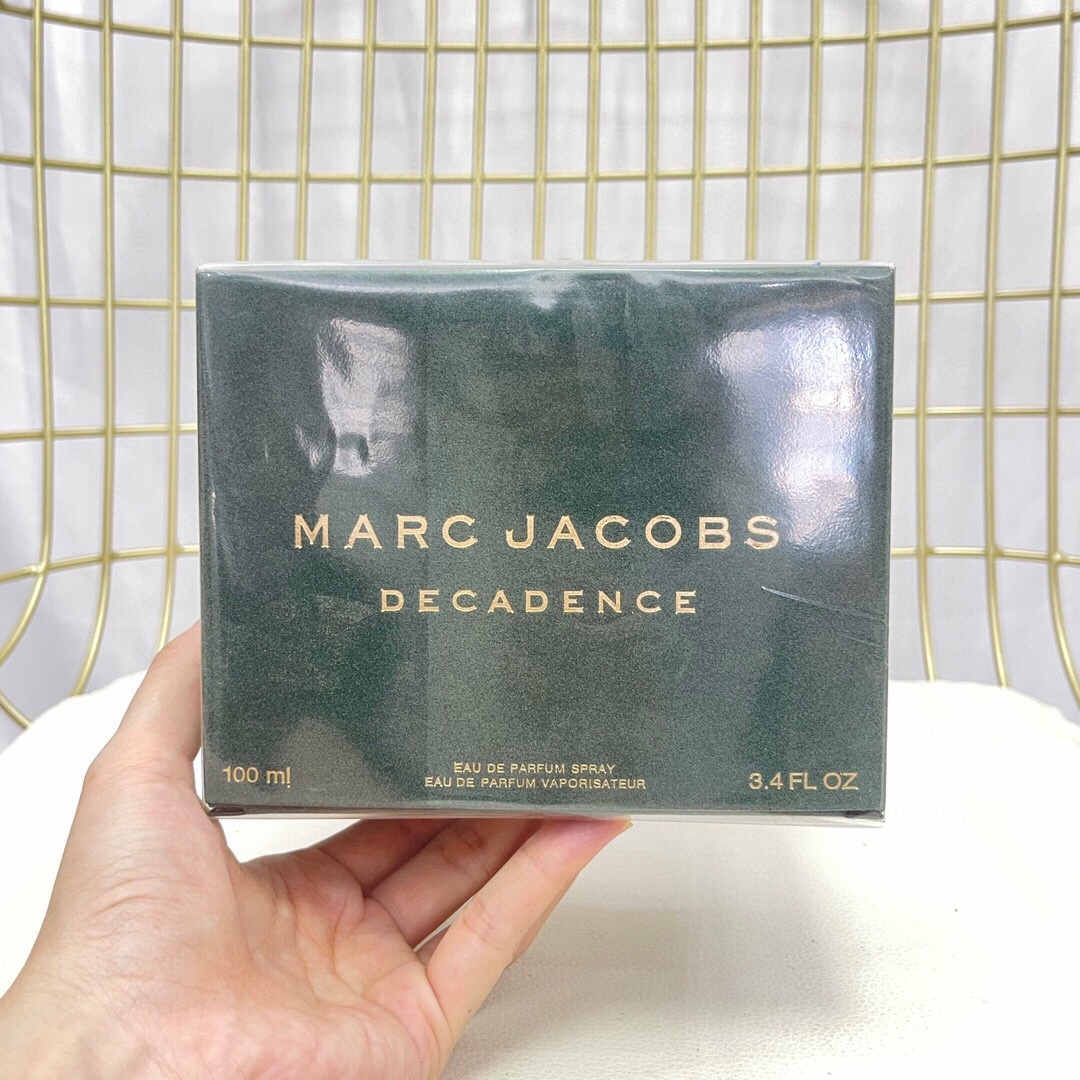 MARC JACOBS
DECADENCE
EAU DE PARFUM SPRAY
EAU DE PARFUM VAPORISATEUR
100 ml
3.4 FL OZ